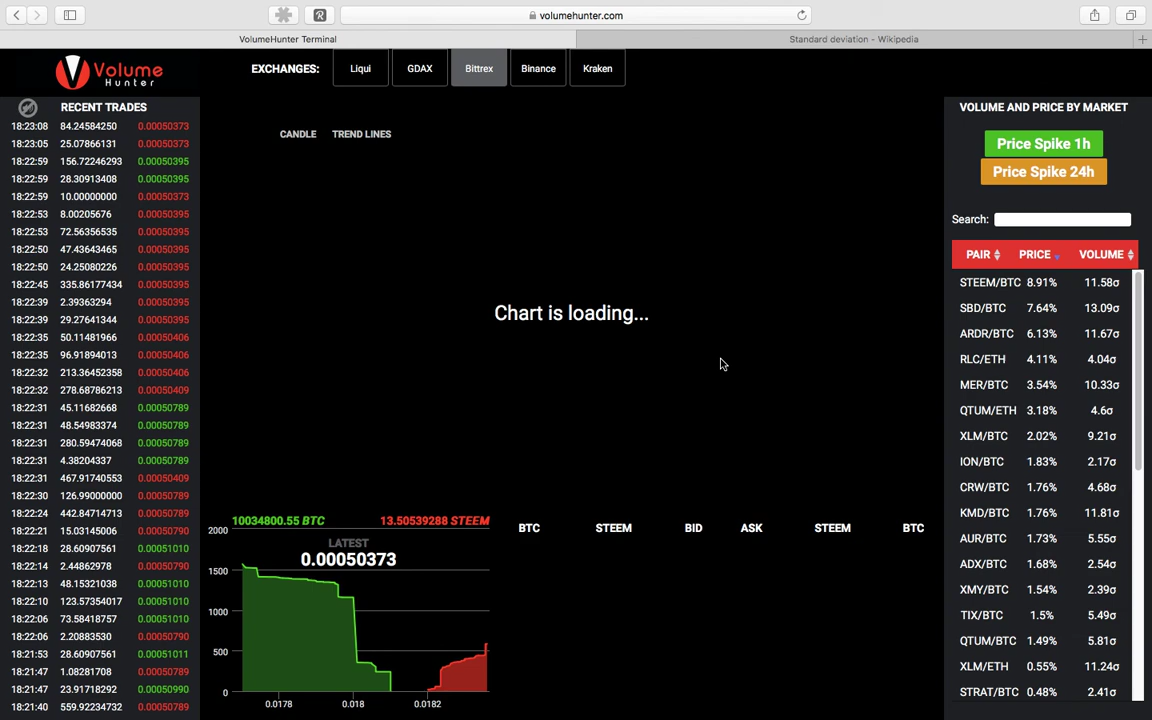 volumehunter.com
VolumeHunter Terminal
Standard deviation - Wikipedia
Volume
Hunter
EXCHANGES:
Liqui
GDAX
Bittrex
Binance
Kraken
RECENT TRADES
18:23:08 84.24584250 0.00050373
18:23:05 25.07866131 0.00050373
18:22:59 156.72246293 0.00050395
18:22:59 28.30913408 0.00050395
18:22:59 10.00000000 0.00050373
18:22:53 8.00205676 0.00050395
18:22:53 72.56356535 0.00050395
18:22:50 47.43643465 0.00050395
18:22:50 24.25080226 0.00050395
18:22:45 335.86177434 0.00050395
18:22:39 2.39363294 0.00050395
18:22:39 29.27641344 0.00050395
18:22:35 50.11481966 0.00050406
18:22:35 96.91894013 0.00050406
18:22:32 213.36452358 0.00050406
18:22:32 278.68786213 0.00050409
18:22:31 45.11682668 0.00050789
18:22:31 48.54983374 0.00050789
18:22:31 280.59474068 0.00050789
18:22:31 4.38204337 0.00050789
18:22:31 467.91740553 0.00050409
18:22:30 126.99000000 0.00050789
18:22:24 442.84714713 0.00050789
18:22:21 15.03145006 0.00050790
18:22:18 28.60907561 0.00051010
18:22:14 2.44862978 0.00050790
18:22:13 48.15321038 0.00051010
18:22:10 123.57354017 0.00051010
18:22:06 73.58418757 0.00051010
18:22:06 2.20883530 0.00050790
18:21:53 28.60907561 0.00051011
18:21:47 1.08281708 0.00050789
18:21:47 23.91718292 0.00050990
18:21:40 559.92234732 0.00050789
CANDLE
TREND LINES
Chart is loading...
10034800.55 BTC
13.50539288 STEEM
LATEST
0.00050373
2000
1500
1000
500
0
0.0178
0.018
0.0182
BTC
STEEM
BID
ASK
STEEM
BTC
VOLUME AND PRICE BY MARKET
Price Spike 1h
Price Spike 24h
Search:
PAIR PRICE VOLUME
STEEM/BTC 8.91% 11.58σ
SBD/BTC 7.64% 13.09σ
ARDR/BTC 6.13% 11.67σ
RLC/ETH 4.11% 4.04σ
MER/BTC 3.54% 10.33σ
QTUM/ETH 3.18% 4.6σ
XLM/BTC 2.02% 9.21σ
ION/BTC 1.83% 2.17σ
CRW/BTC 1.76% 4.68σ
KMD/BTC 1.76% 11.81σ
AUR/BTC 1.73% 5.55σ
ADX/BTC 1.68% 2.54σ
XMY/BTC 1.54% 2.39σ
TIX/BTC 1.5% 5.49σ
QTUM/BTC 1.49% 5.81σ
XLM/ETH 0.55% 11.24σ
STRAT/BTC 0.48% 2.41σ